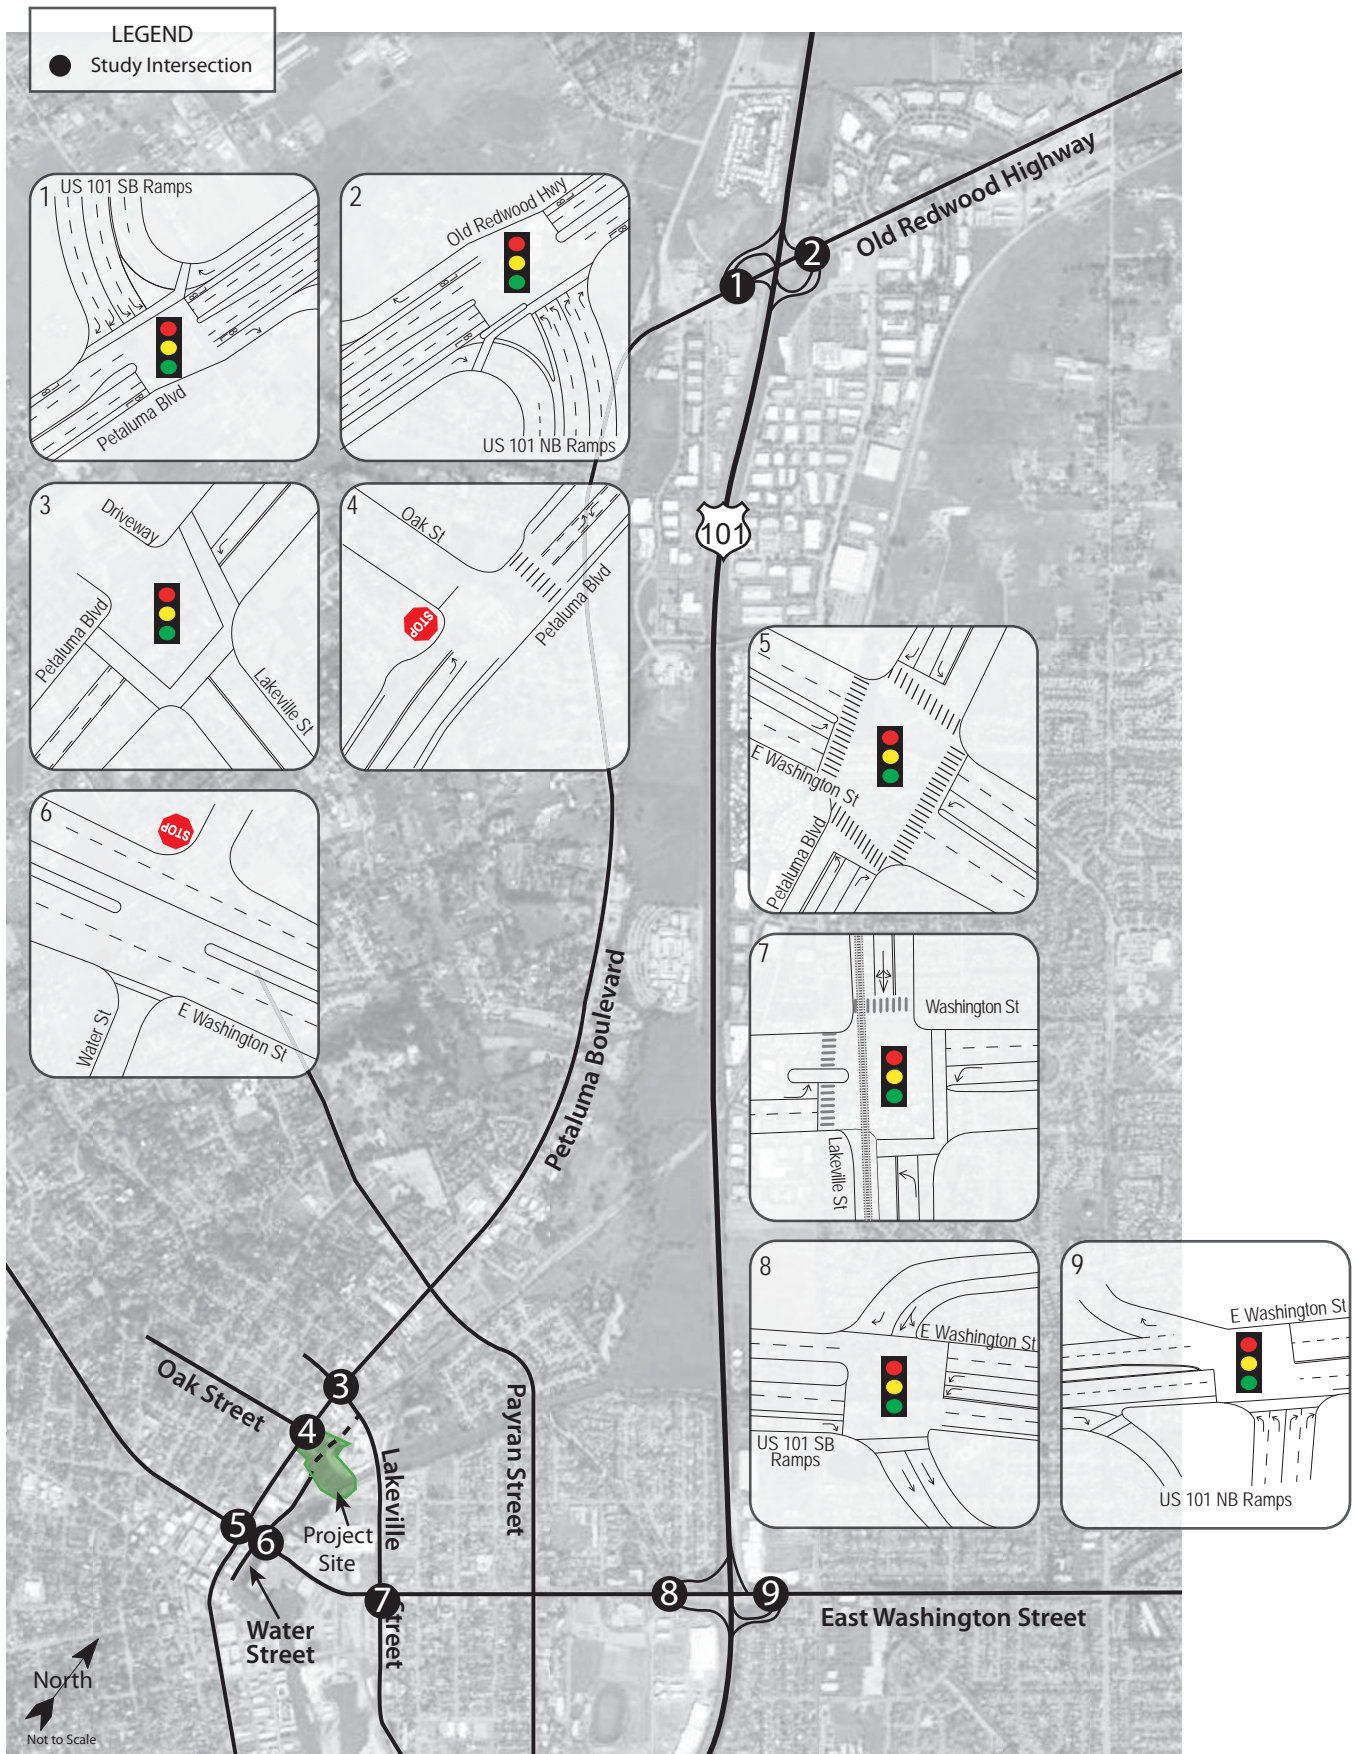 LEGEND
Study Intersection
1
US 101 SB Ramps
Petaluma Blvd
2
Old Redwood Hwy
US 101 NB Ramps
Old Redwood Highway
2
1
3
Driveway
Petaluma Blvd
Lakeville St
4
Oak St
STOP
Petaluma Blvd
101
5
E Washington St
Petaluma Blvd
6
STOP
E Washington St
Water St
Petaluma Boulevard
7
Washington St
Lakeville St
8
E Washington St
US 101 SB
Ramps
9
E Washington St
US 101 NB Ramps
Oak Street
3
4
Lakeville
Street
Payran Street
5
6
Project
Site
7
8
9
East Washington Street
Water
Street
North
Not to Scale